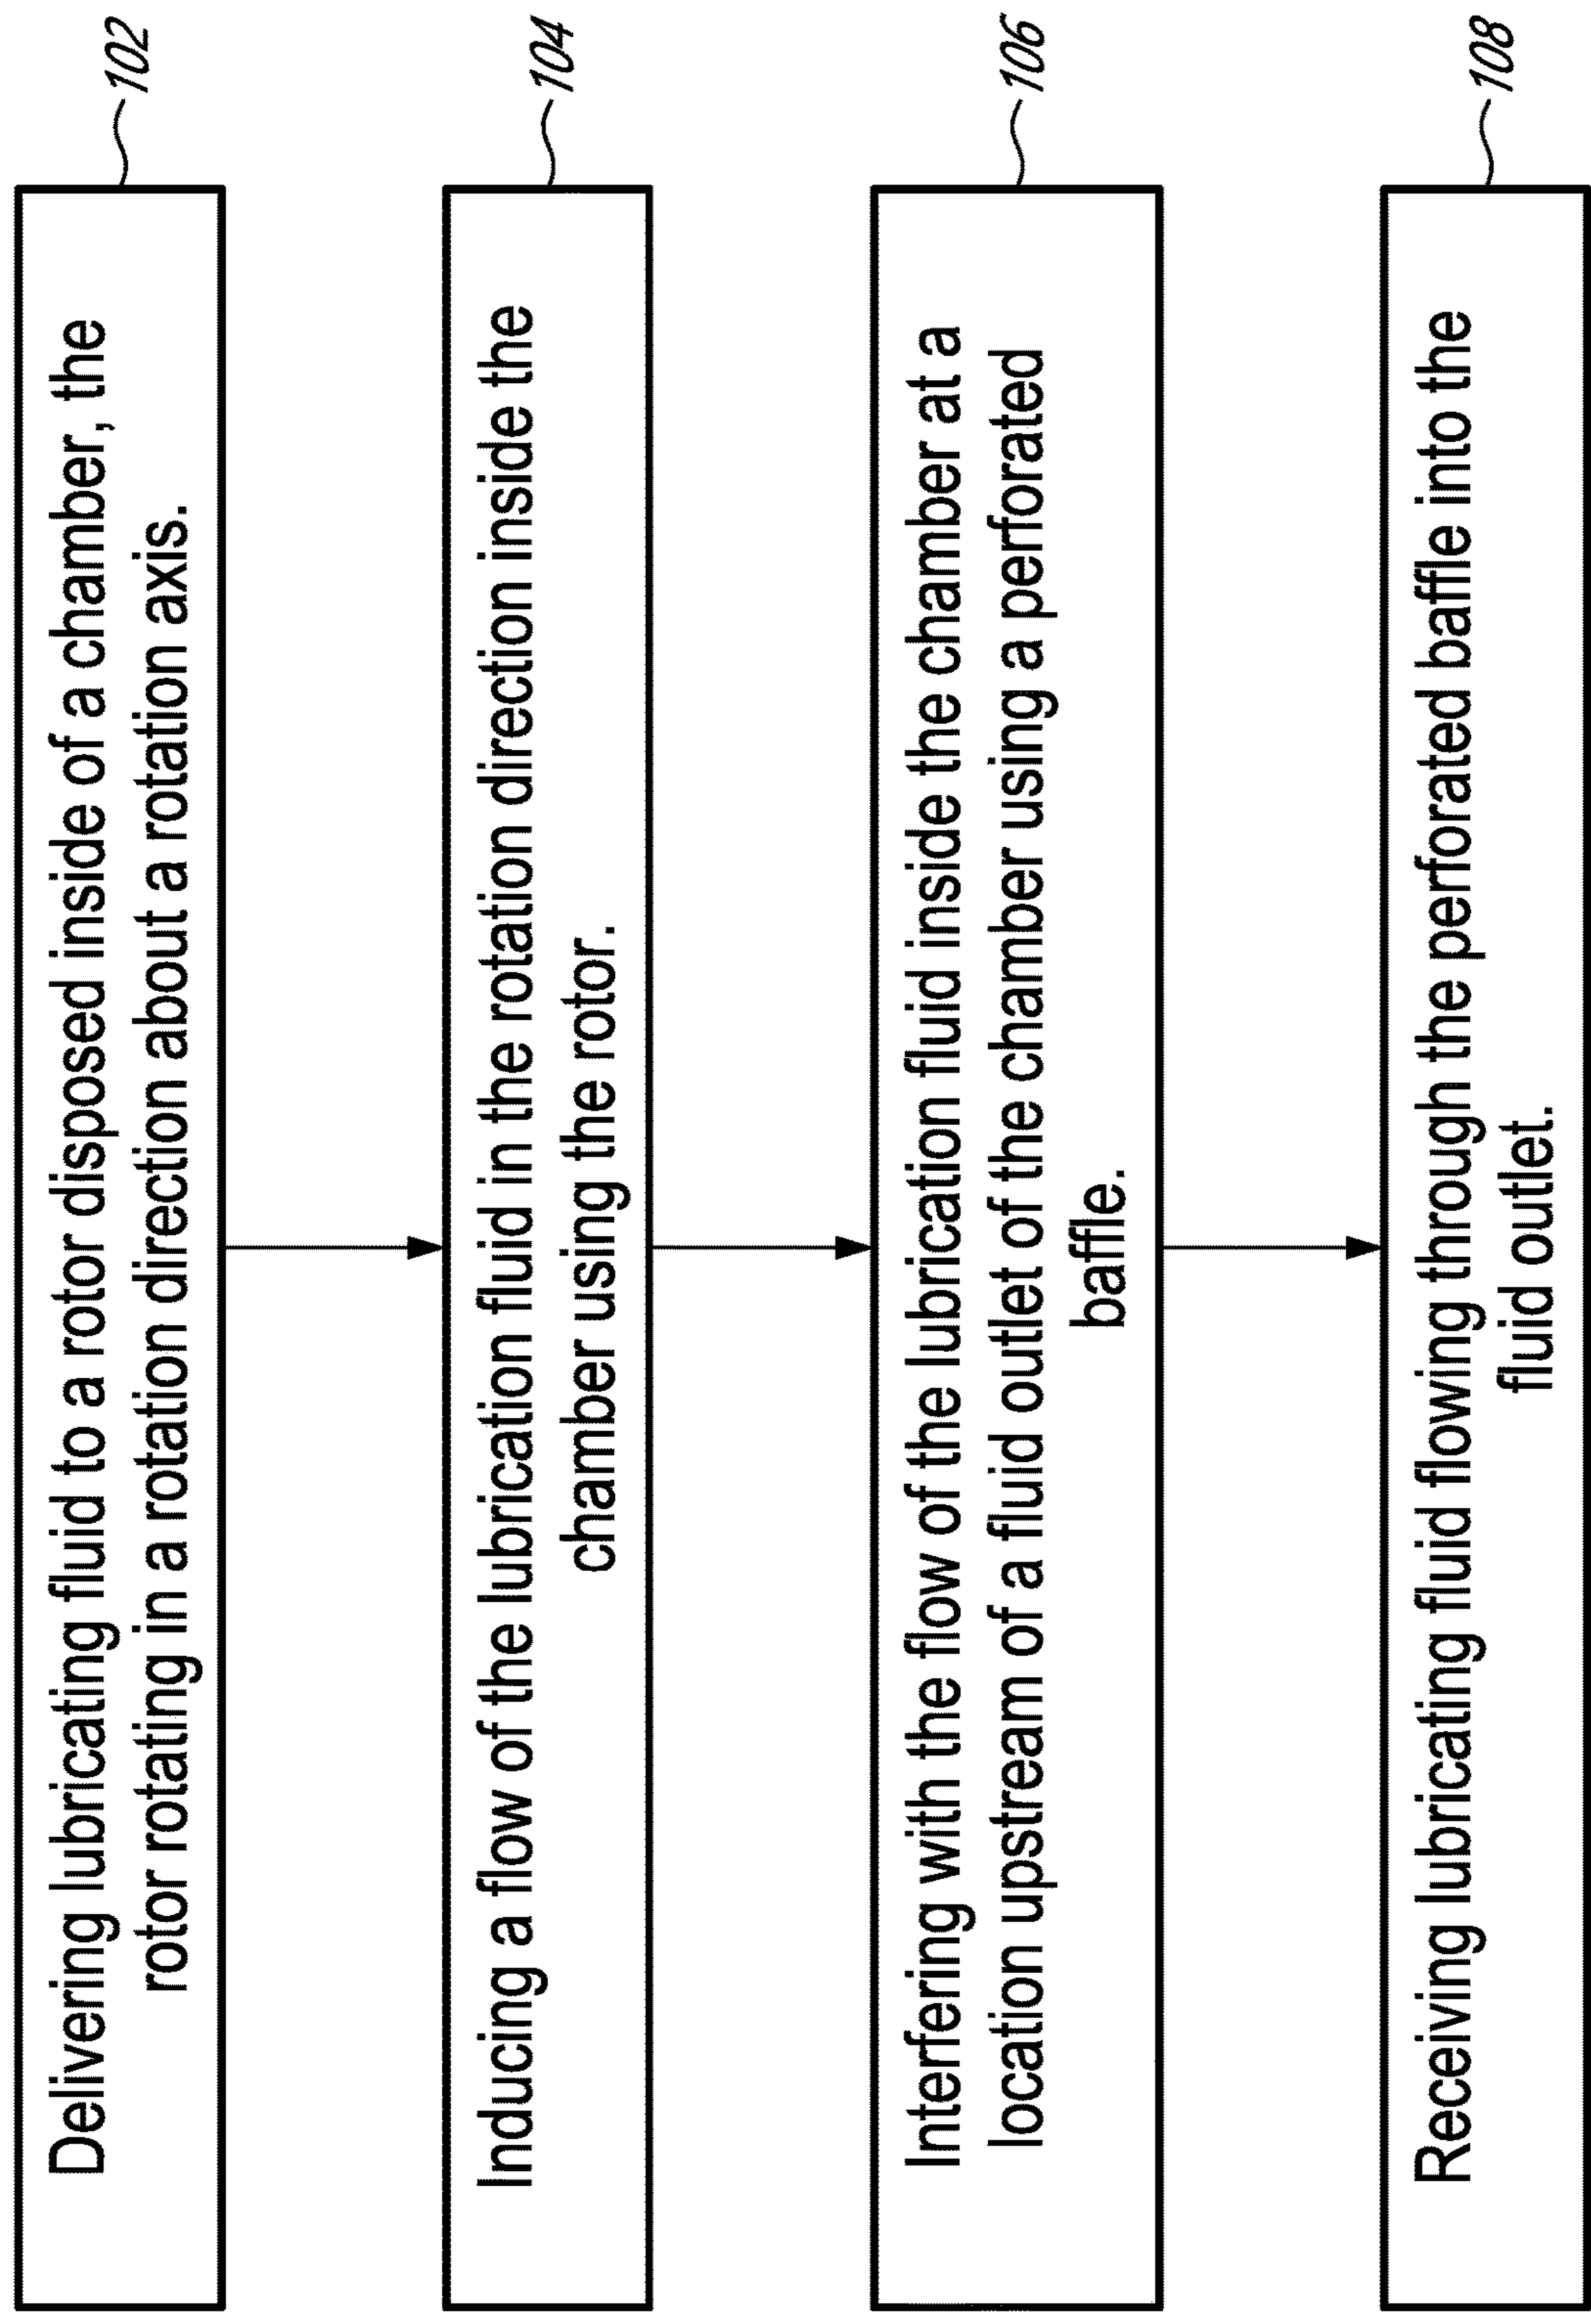 Delivering lubricating fluid to a rotor disposed inside of a chamber, the
rotor rotating in a rotation direction about a rotation axis.
102
Inducing a flow of the lubrication fluid in the rotation direction inside the
chamber using the rotor.
104
Interfering with the flow of the lubrication fluid inside the chamber at a
location upstream of a fluid outlet of the chamber using a perforated
baffle.
106
Receiving lubricating fluid flowing through the perforated baffle into the
fluid outlet.
108